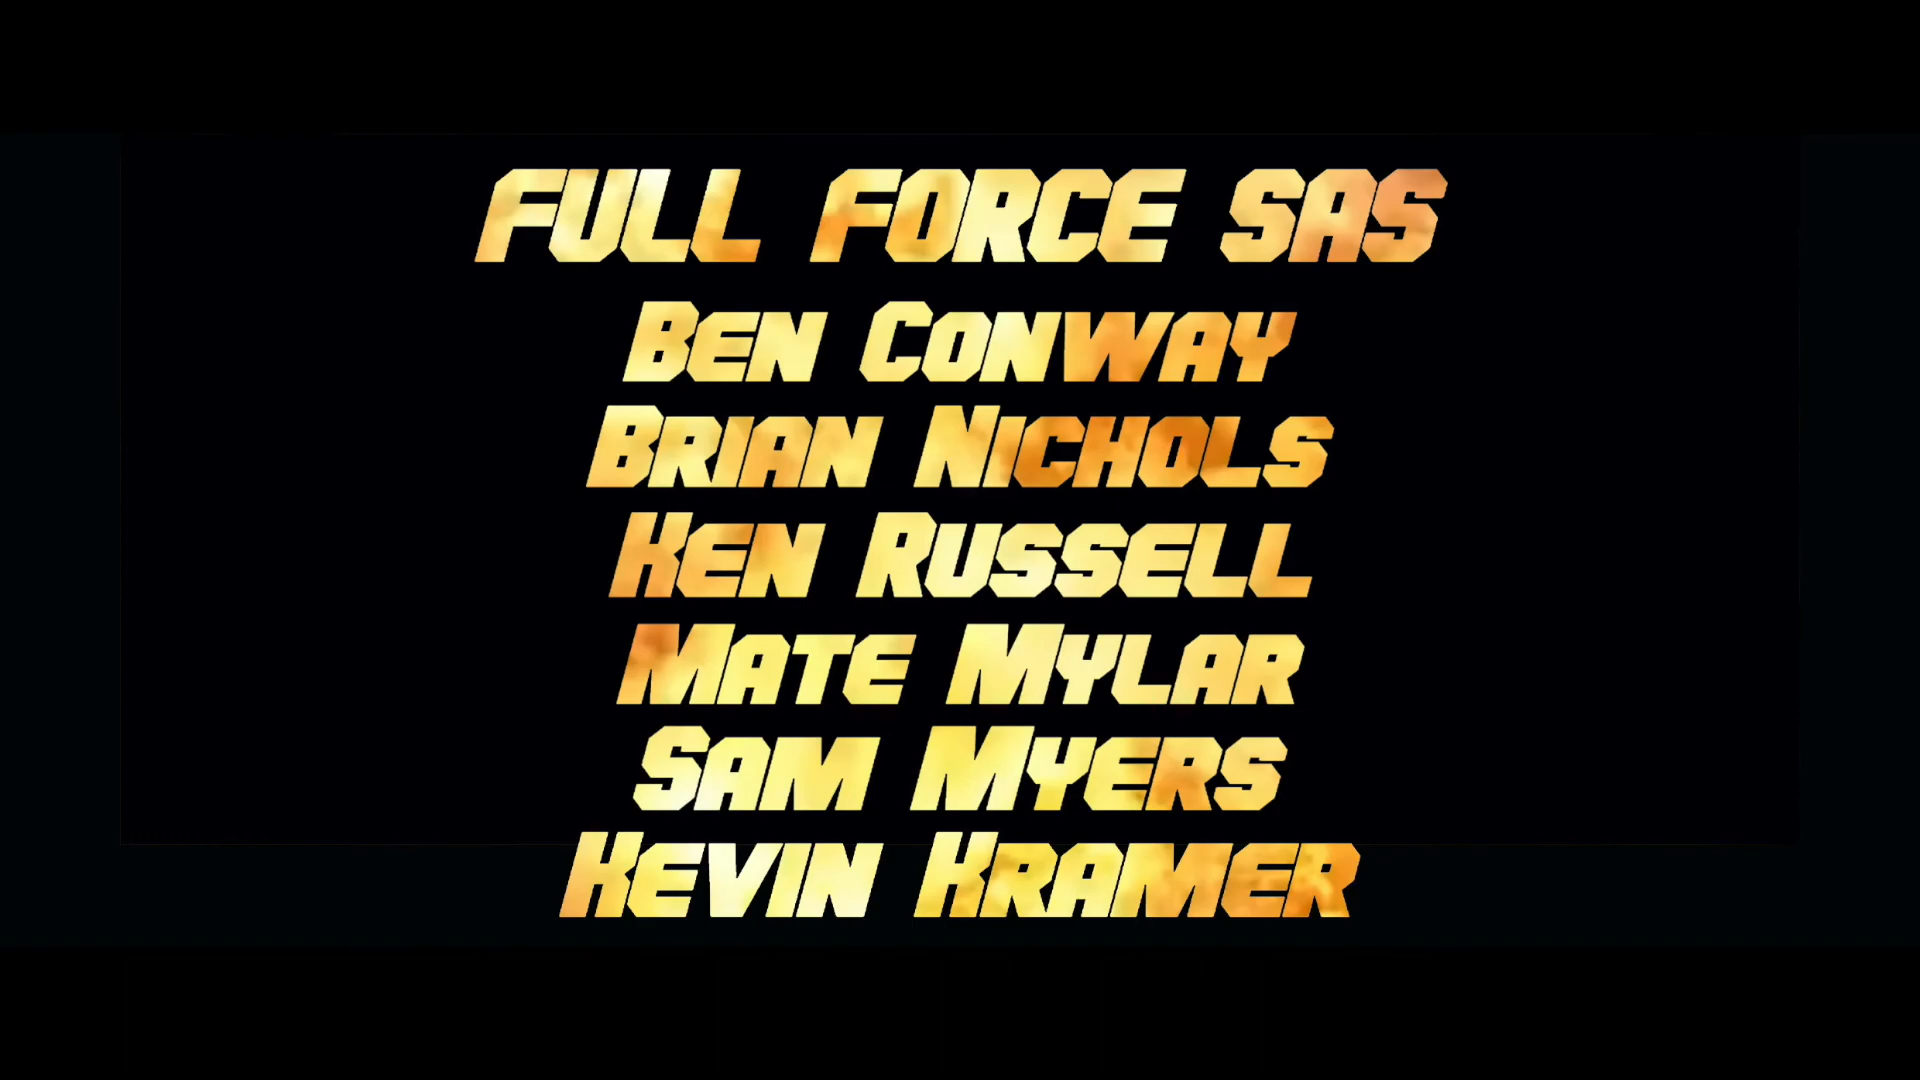 FULL FORCE SAS
BEN CONWAY
BRIAN NICHOLS
KEN RUSSELL
MATE MYLAR
SAM MYERS
KEVIN KRAMER